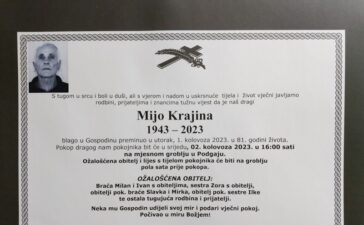 S tugom u srcu i boli u duši, ali s vjerom i nadom u uskrsnuće tijela i život vječni javljamo
rodbini, prijateljima i znancima tužnu vijest da je naš dragi
Mijo Krajina
1943 – 2023
blago u Gospodinu preminuo u utorak, 1. kolovoza 2023. u 81. godini života.
Pokop dragog nam pokojnika bit će u srijedu, 02. kolovoza 2023. u 16:00 sati
na mjesnom groblju u Podgaju.
Ožalošćena obitelj i lijes s tijelom pokojnika će biti na groblju
pola sata prije pokopa.
OŽALOŠĆENA OBITELJ:
Braća Milan i Ivan s obiteljima, sestra Zora s obitelji,
obitelji pok. braće Slavka i Mirka, obitelj pok. sestre Ilke
te ostala tugujuća rodbina i prijatelji.
Neka mu Gospodin udijeli svoj mir i podari vječni pokoj.
Počivao u miru Božjem!